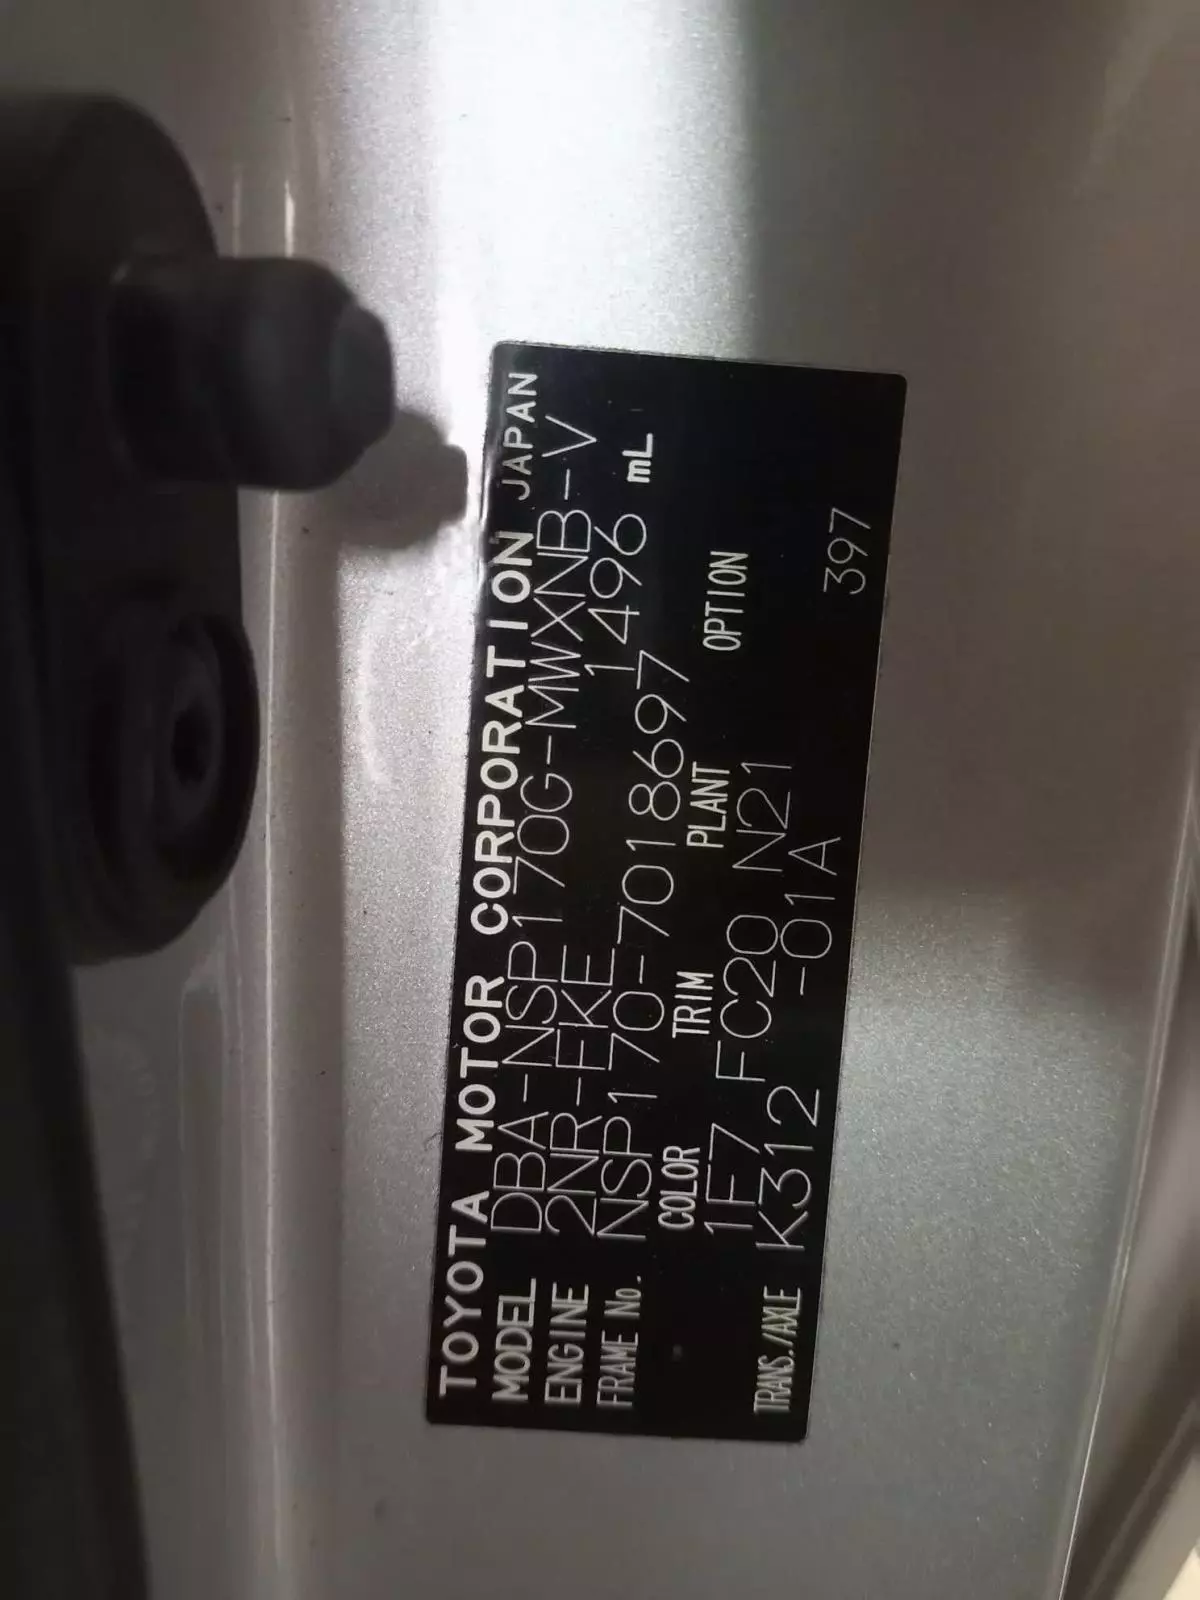 TOYOTA MOTOR CORPORATION JAPAN
MODEL DBA-NSP170G-MWXNB-V
ENGINE 2NR-FKE 1496 mL
FRAME No. NSP170-7018697
COLOR TRIM PLANT OPTION
1F7 FC20 N21
TRANS./AXLE K312 -01A 397